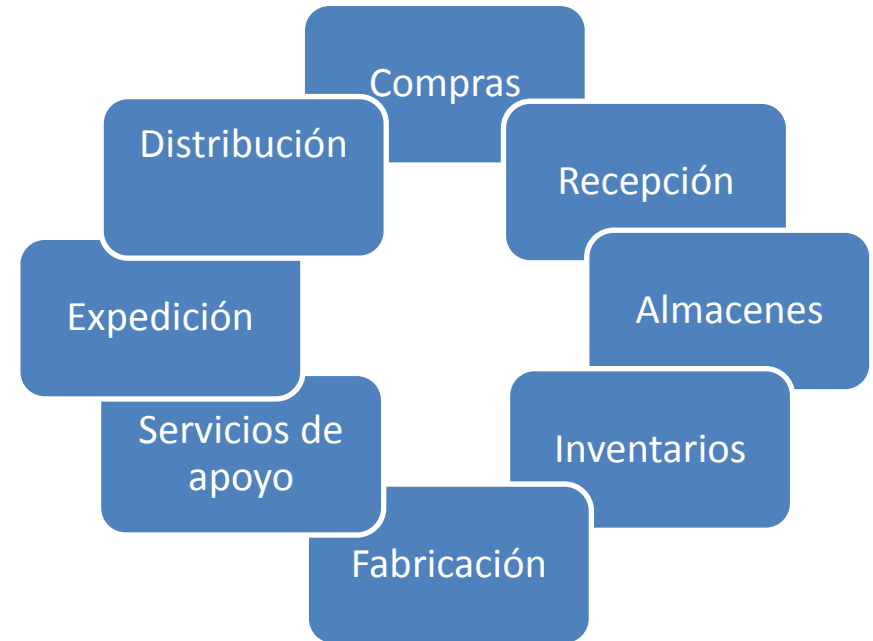 Compras
Recepción
Almacenes
Inventarios
Fabricación
Servicios de
apoyo
Expedición
Distribución